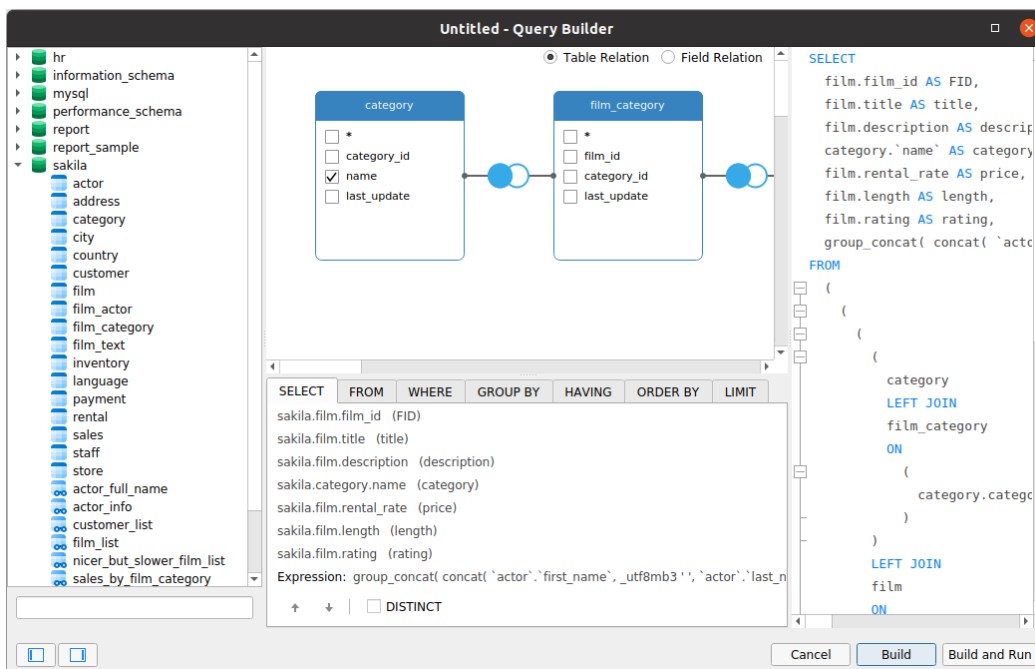 Untitled - Query Builder
hr
information_schema
mysql
performance_schema
report
report_sample
sakila
actor
address
category
city
country
customer
film
film_actor
film_category
film_text
inventory
language
payment
rental
sales
staff
store
actor_full_name
actor_info
customer_list
film_list
nicer_but_slower_film_list
sales_by_film_category
Table Relation
Field Relation
category
*
category_id
name
last_update
film_category
*
film_id
category_id
last_update
SELECT
FROM
WHERE
GROUP BY
HAVING
ORDER BY
LIMIT
sakila.film.film_id (FID)
sakila.film.title (title)
sakila.film.description (description)
sakila.category.name (category)
sakila.film.rental_rate (price)
sakila.film.length (length)
sakila.film.rating (rating)
Expression: group_concat( concat( `actor`.`first_name`, _utf8mb3 ' ', `actor`.`last_n
DISTINCT
SELECT
film.film_id AS FID,
film.title AS title,
film.description AS descrip
category.`name` AS category
film.rental_rate AS price,
film.length AS length,
film.rating AS rating,
group_concat( concat( `acto
FROM
(
(
(
(
category
LEFT JOIN
film_category
ON
(
category.catego
)
)
LEFT JOIN
film
ON
Cancel
Build
Build and Run